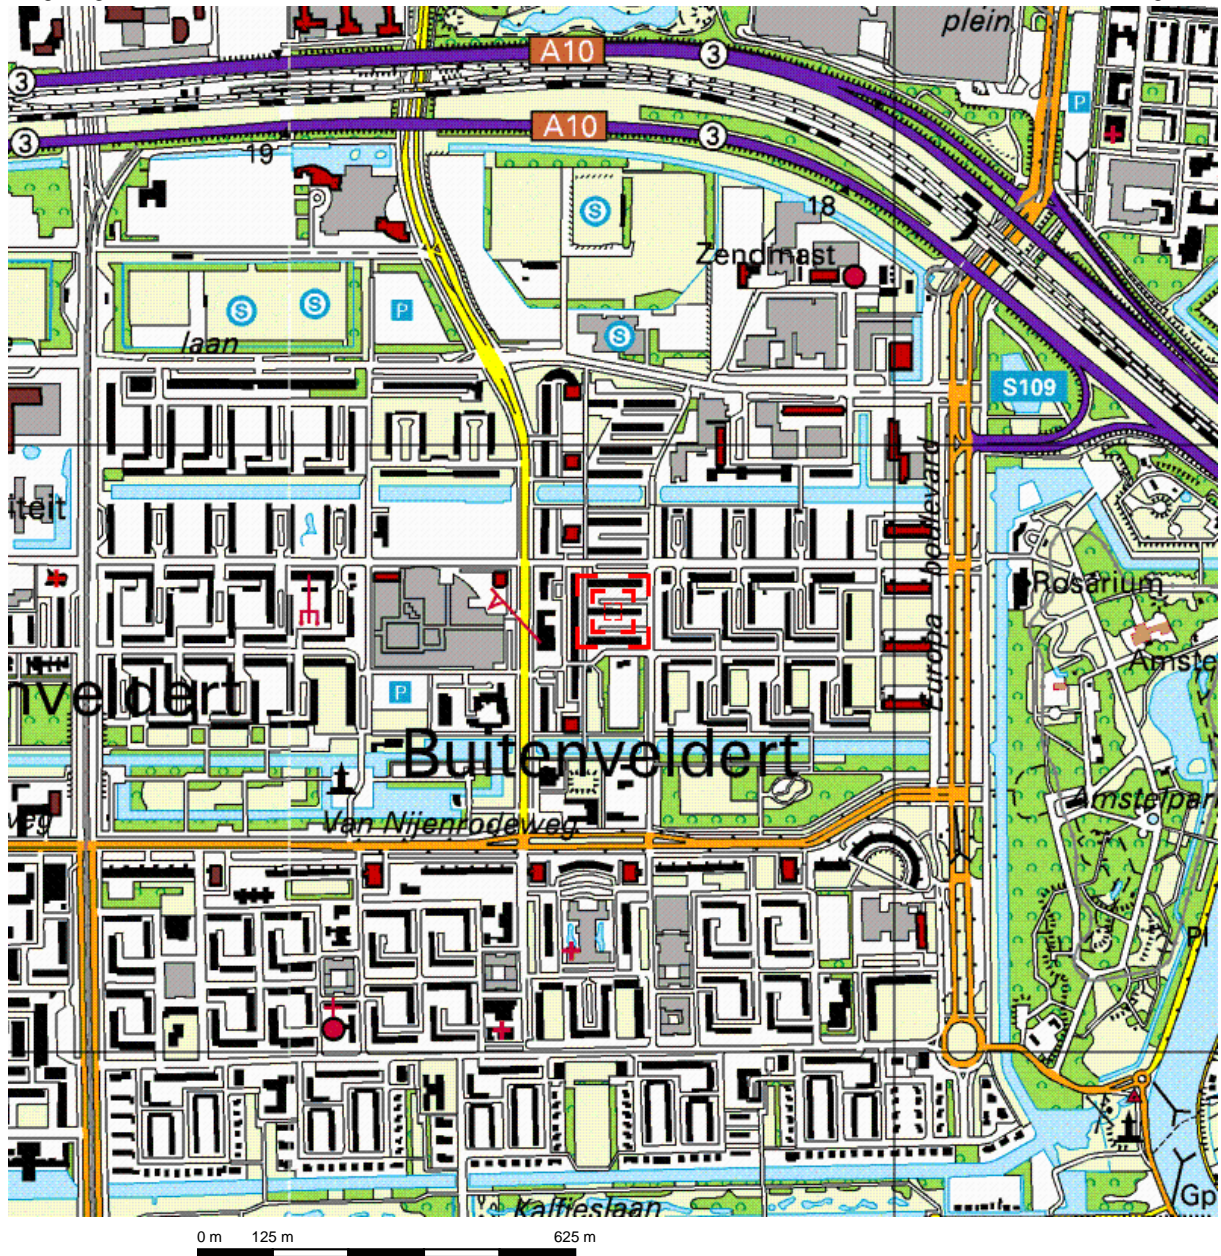 plein
A10
3
3
A10
3
3
19
18
Zendmast
S
S
S
S
P
P
laan
S109
Europa boulevard
iteit
Rosarium
Amste
nveldert
P
Buitenveldert
Amstelpar
weg
Van Nijenrodeweg
Pl
Kalfjeslaan
Gp
0 m 125 m 625 m